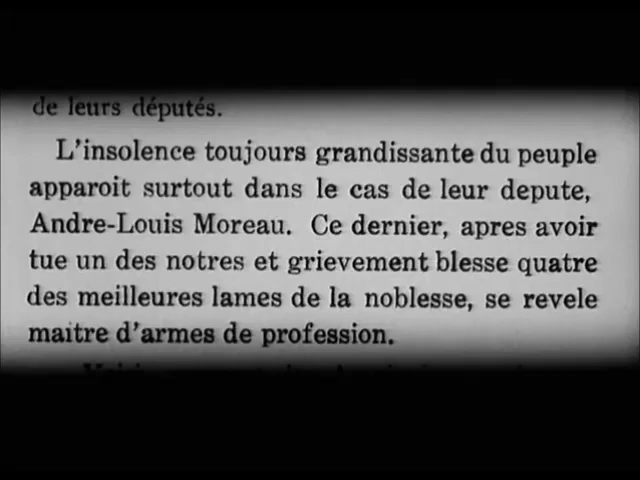 de leurs députés.
L'insolence toujours grandissante du peuple
apparoit surtout dans le cas de leur depute,
Andre-Louis Moreau. Ce dernier, apres avoir
tue un des notres et grievement blesse quatre
des meilleures lames de la noblesse, se revele
maitre d'armes de profession.